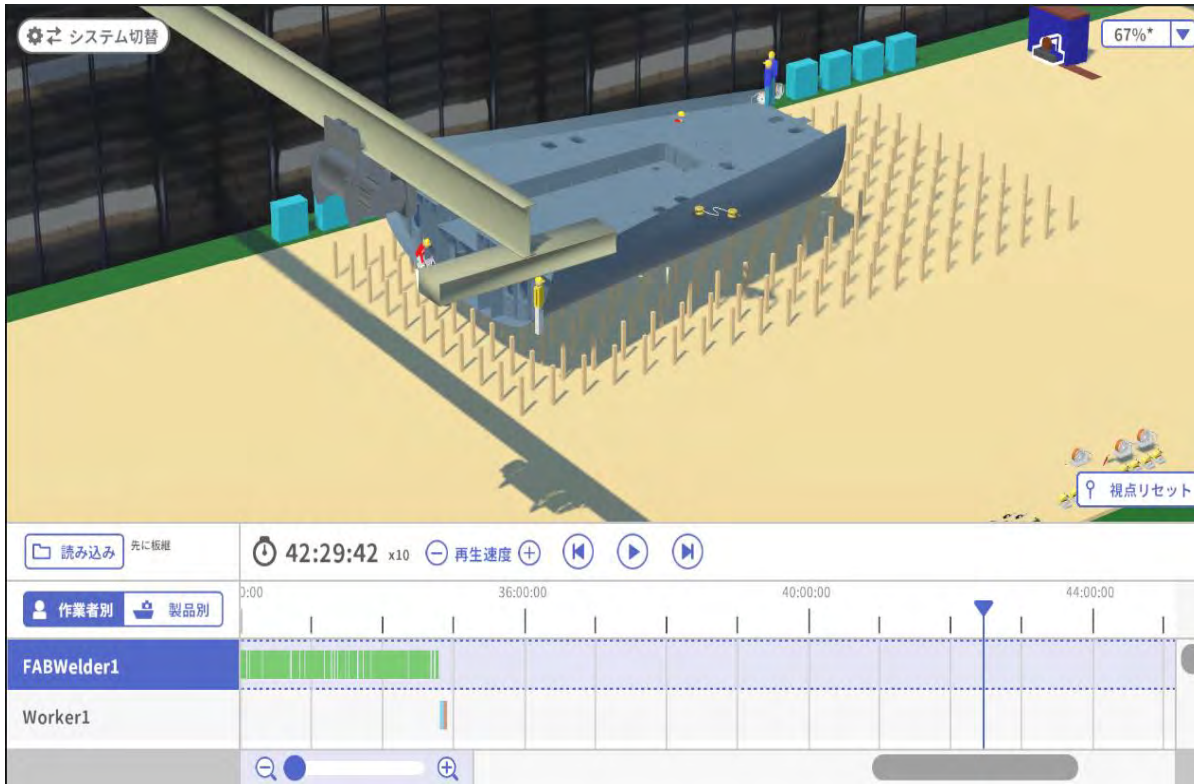 システム切替
67%*
視点リセット
読み込み
先に板継
42:29:42 x10
再生速度
作業者別
製品別
0:00
36:00:00
40:00:00
44:00:00
FABWelder1
Worker1